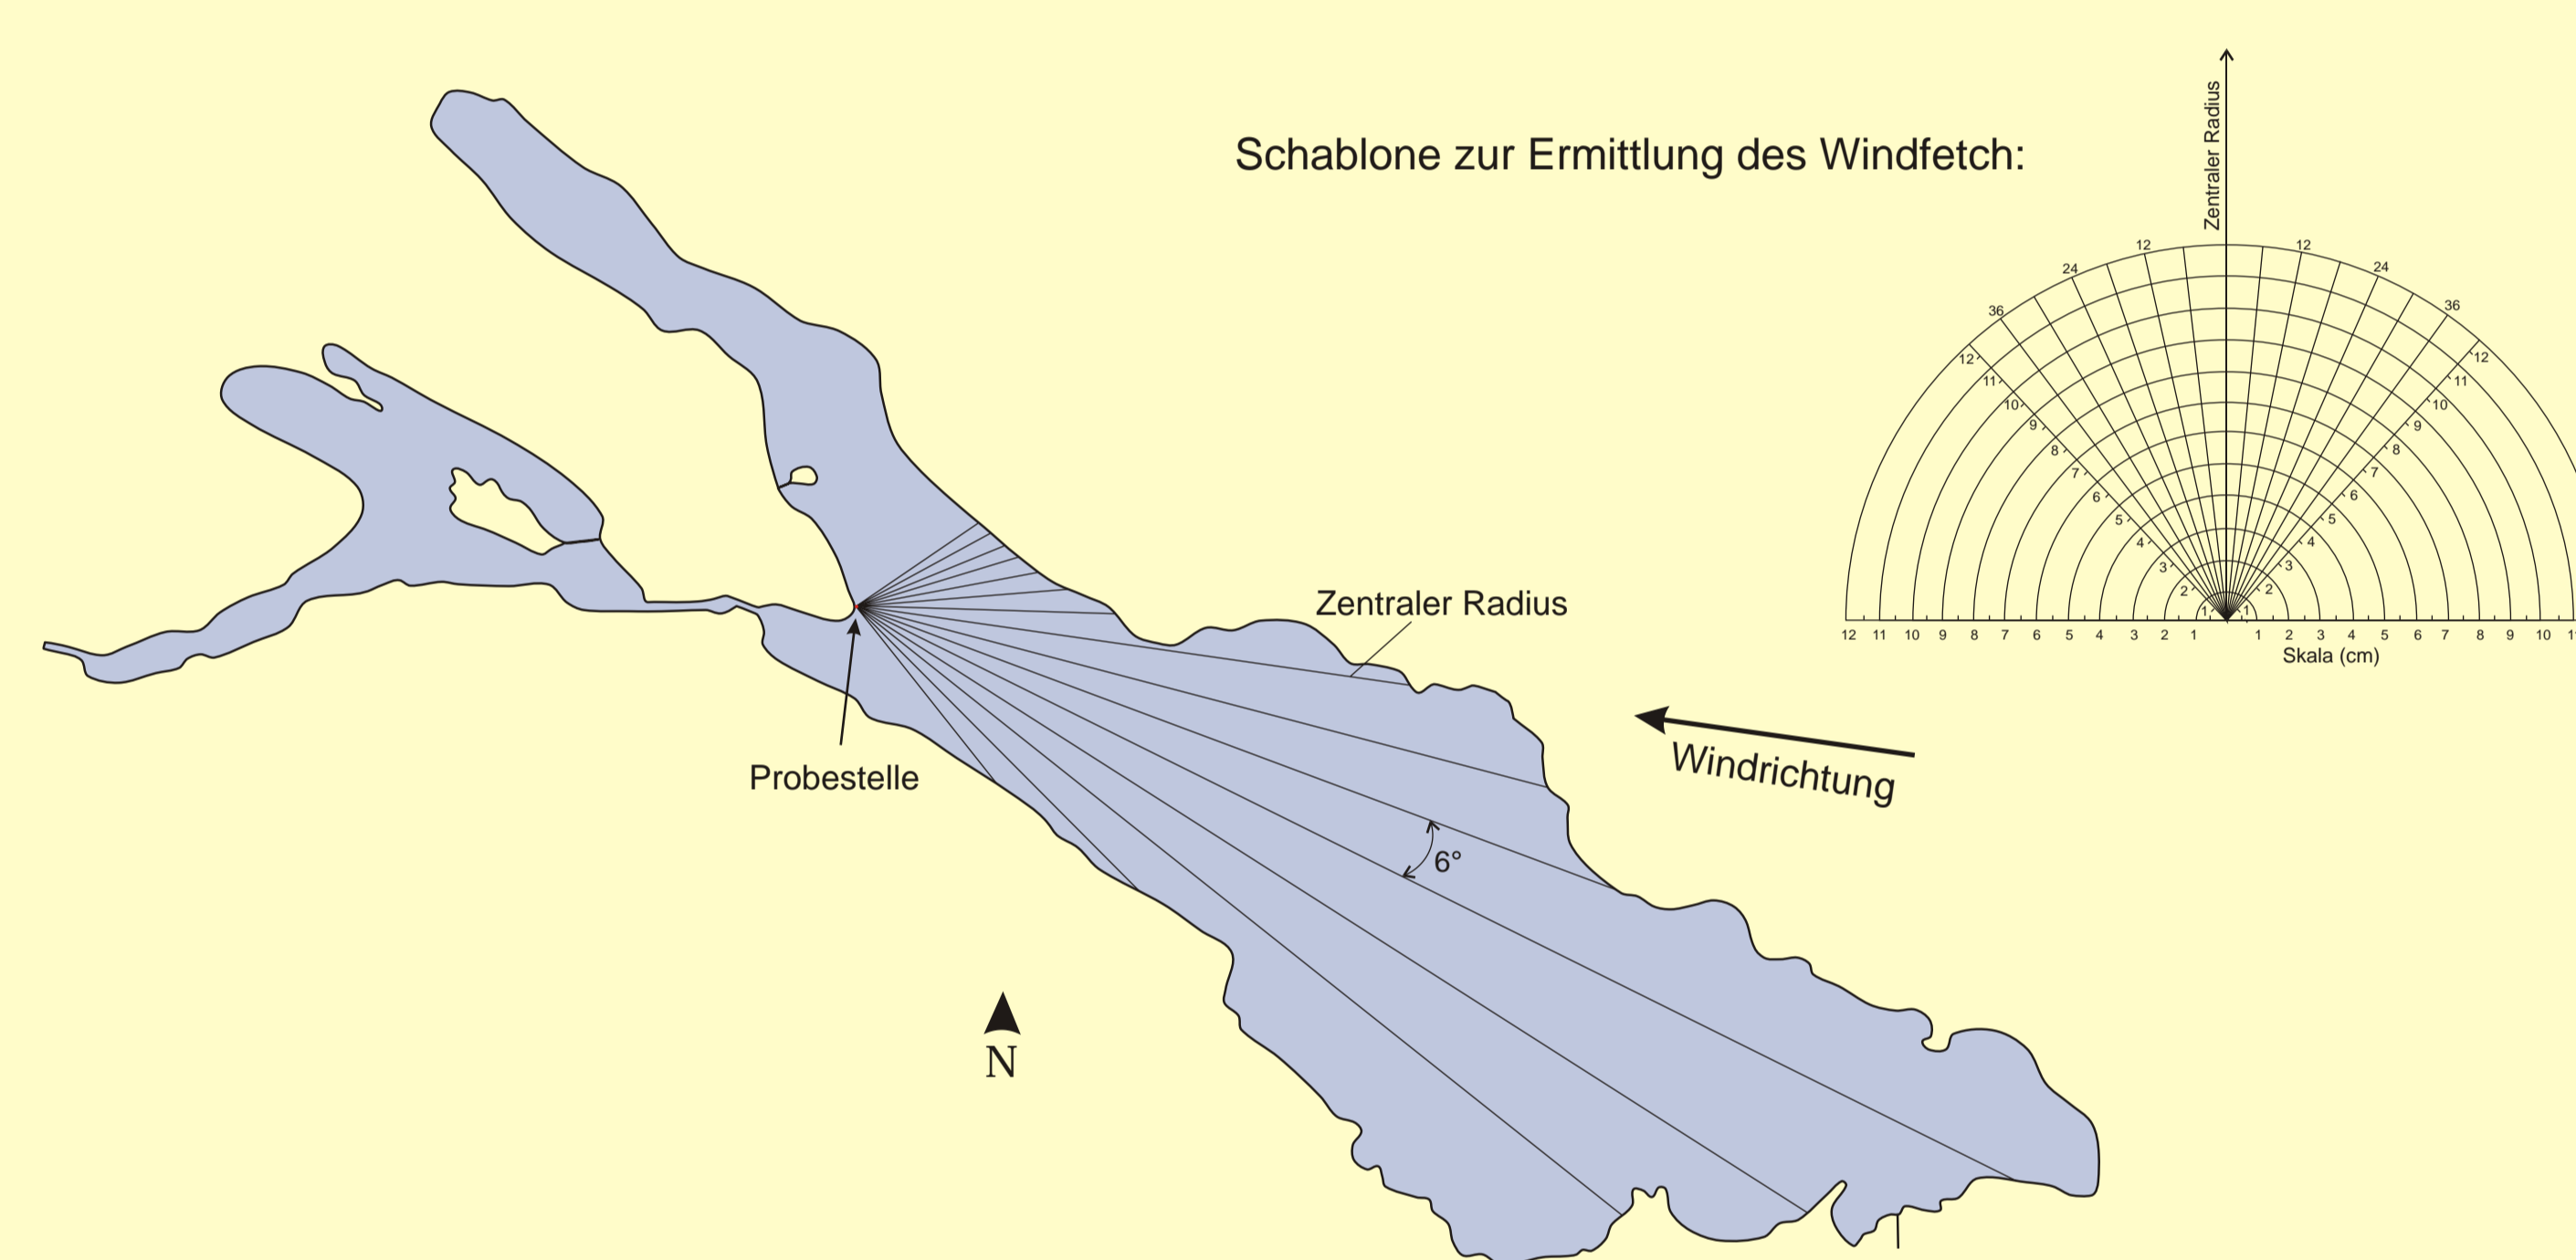 Schablone zur Ermittlung des Windfetch:
Zentraler Radius
12 12
24 24
36 36
12 12
11 11
10 10
9 9
8 8
7 7
6 6
5 5
4 4
3 3
2 2
1 1
12 11 10 9 8 7 6 5 4 3 2 1 1 2 3 4 5 6 7 8 9 10
Skala (cm)
Zentraler Radius
Windrichtung
Probestelle
6°
N